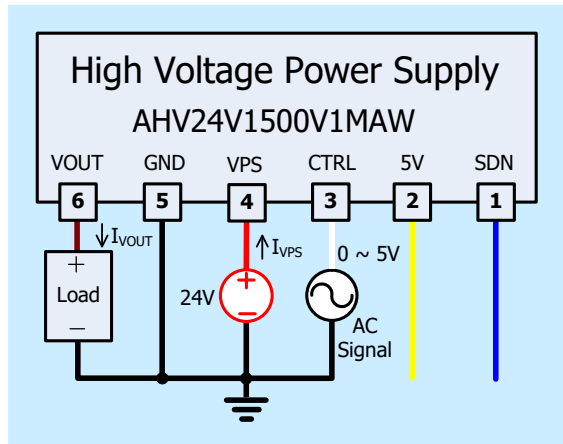 High Voltage Power Supply
AHV24V1500V1MAW
VOUT GND VPS CTRL 5V SDN
6 5 4 3 2 1
IVOUT IVPS 0 ~ 5V
+ +
Load 24V
− −
AC
Signal